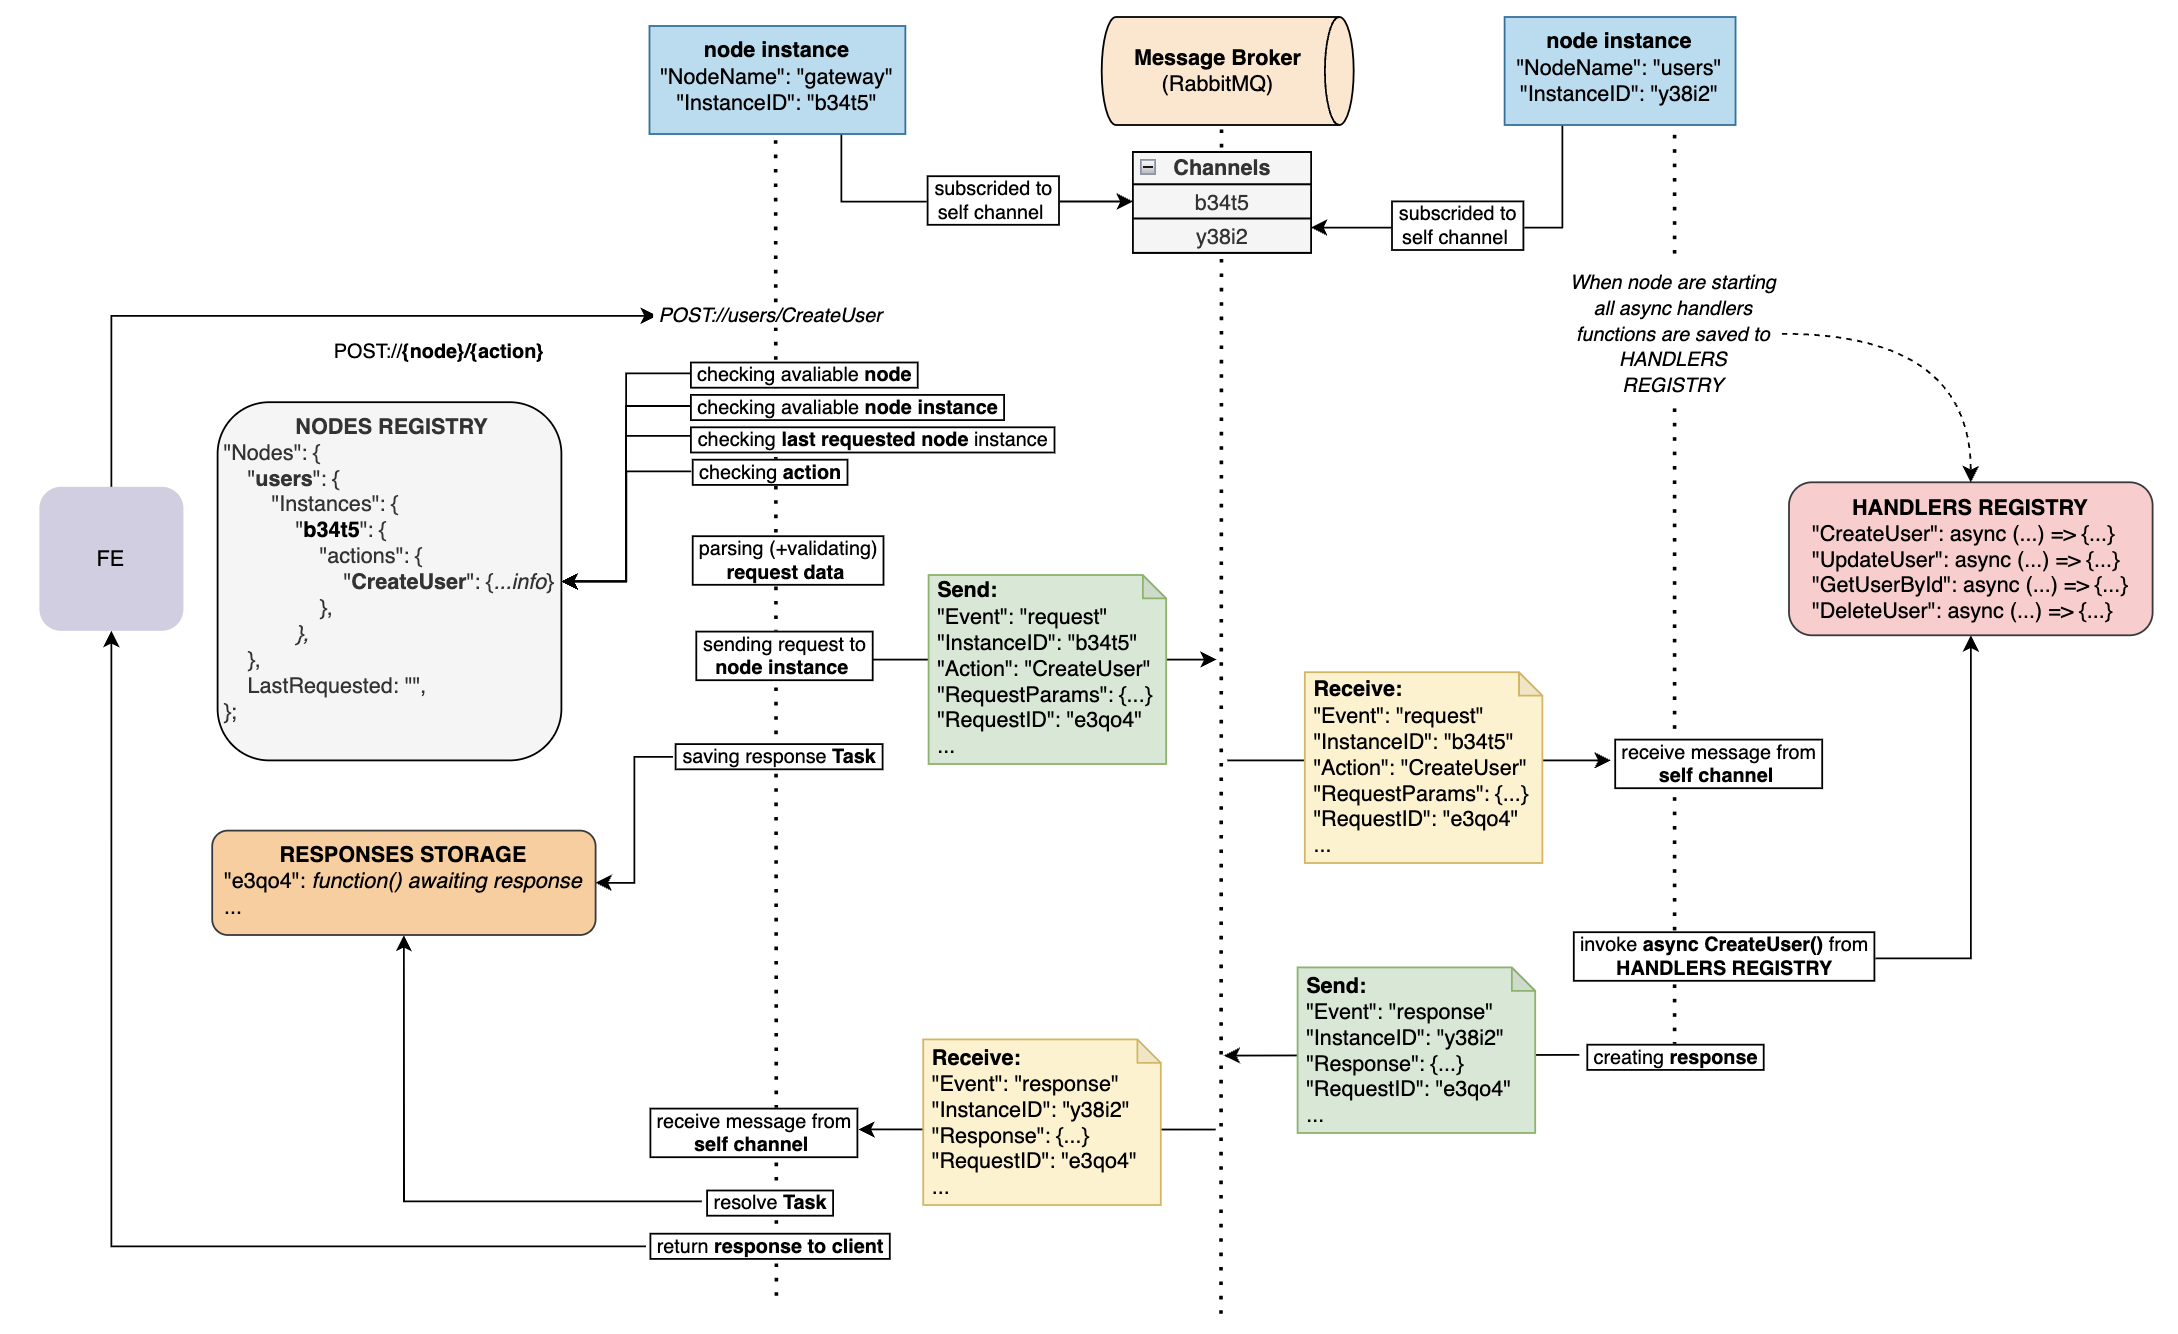 node instance
"NodeName": "gateway"
"InstanceID": "b34t5"
Message Broker
(RabbitMQ)
node instance
"NodeName": "users"
"InstanceID": "y38i2"
Channels
b34t5
y38i2
subscrided to
self channel
subscrided to
self channel
When node are starting
all async handlers
functions are saved to
HANDLERS
REGISTRY
POST://users/CreateUser
POST://{node}/{action}
checking avaliable node
checking avaliable node instance
checking last requested node instance
checking action
NODES REGISTRY
"Nodes": {
"users": {
"Instances": {
"b34t5": {
"actions": {
"CreateUser": {...info}
},
},
},
LastRequested: "",
};
FE
HANDLERS REGISTRY
"CreateUser": async (...) => {...}
"UpdateUser": async (...) => {...}
"GetUserById": async (...) => {...}
"DeleteUser": async (...) => {...}
parsing (+validating)
request data
sending request to
node instance
Send:
"Event": "request"
"InstanceID": "b34t5"
"Action": "CreateUser"
"RequestParams": {...}
"RequestID": "e3qo4"
...
Receive:
"Event": "request"
"InstanceID": "b34t5"
"Action": "CreateUser"
"RequestParams": {...}
"RequestID": "e3qo4"
...
receive message from
self channel
saving response Task
RESPONSES STORAGE
"e3qo4": function() awaiting response
...
invoke async CreateUser() from
HANDLERS REGISTRY
Send:
"Event": "response"
"InstanceID": "y38i2"
"Response": {...}
"RequestID": "e3qo4"
...
creating response
Receive:
"Event": "response"
"InstanceID": "y38i2"
"Response": {...}
"RequestID": "e3qo4"
...
receive message from
self channel
resolve Task
return response to client